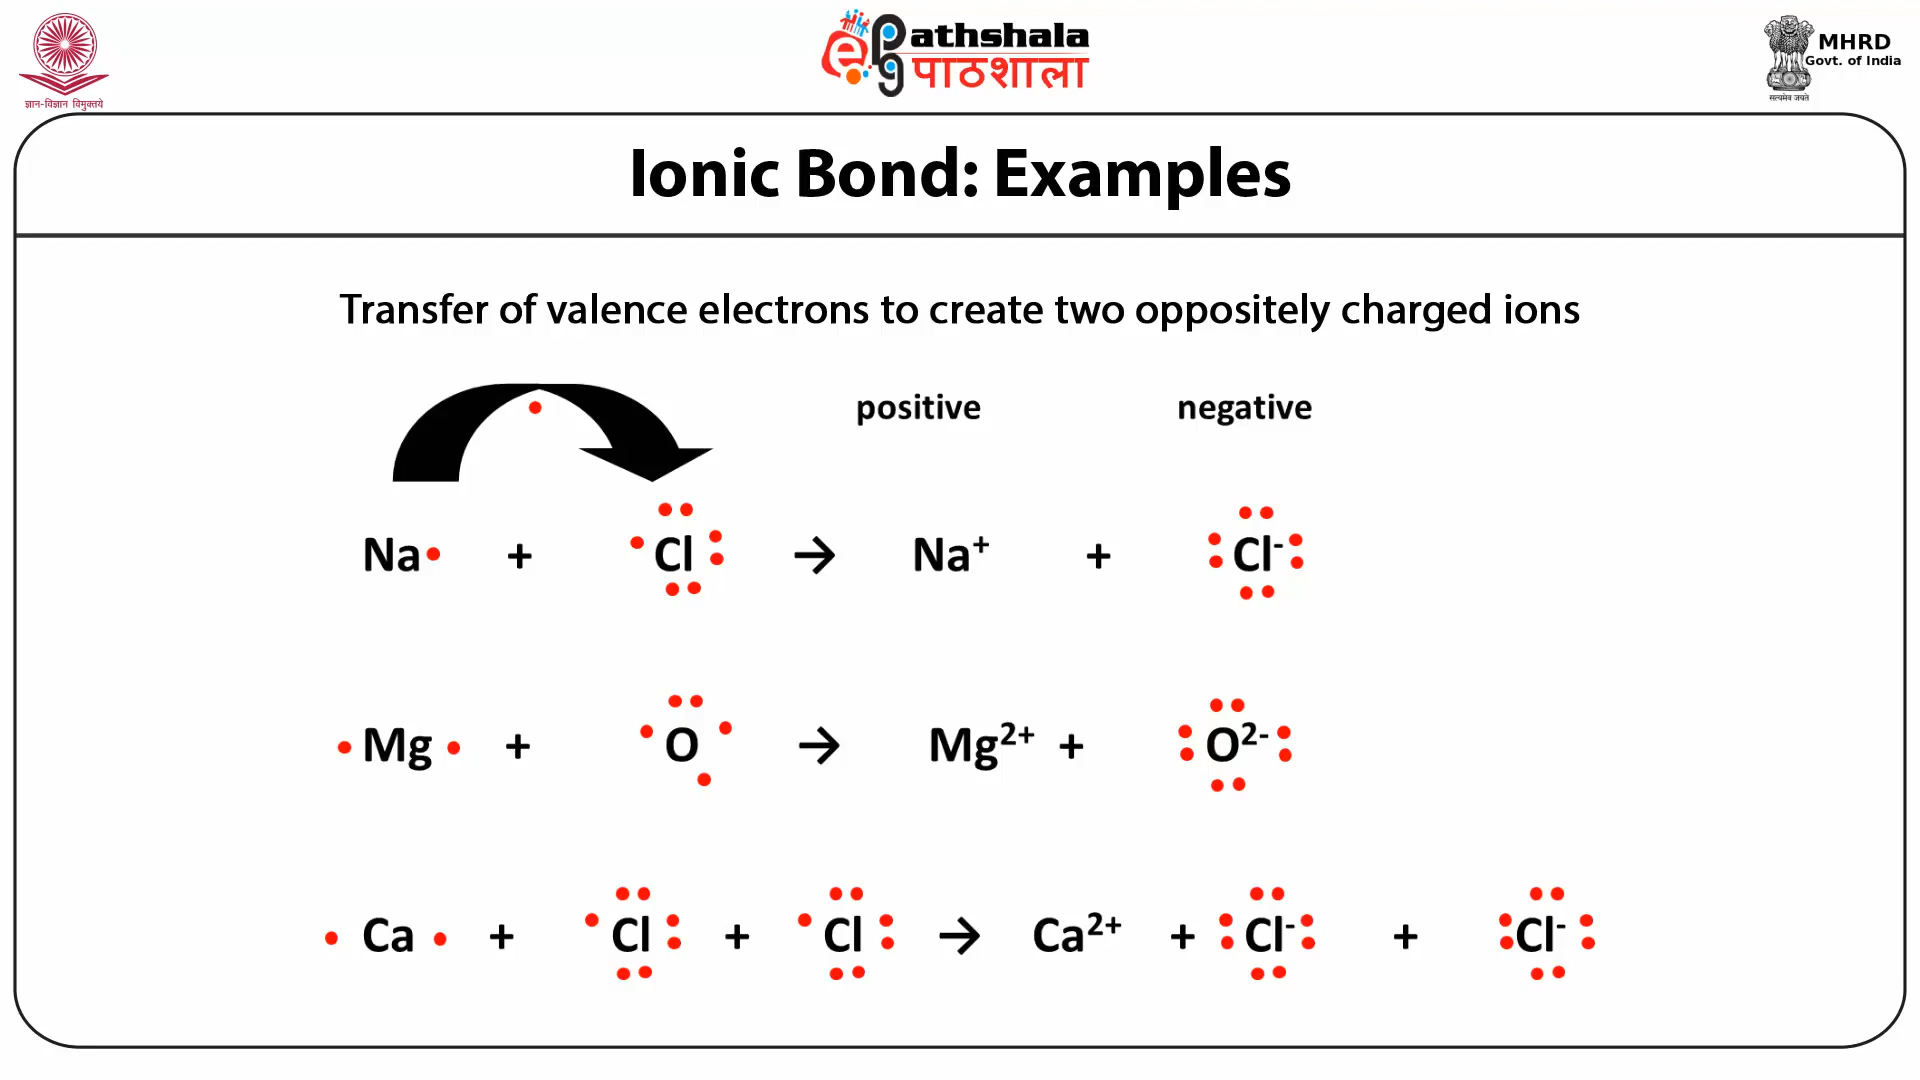 ज्ञान-विज्ञान विमुक्तये
ePathshala
पाठशाला
MHRD
Govt. of India
सत्यमेव जयते
Ionic Bond: Examples
Transfer of valence electrons to create two oppositely charged ions
positive negative
Na + Cl → Na⁺ + Cl⁻
Mg + O → Mg²⁺ + O²⁻
Ca + Cl + Cl → Ca²⁺ + Cl⁻ + Cl⁻